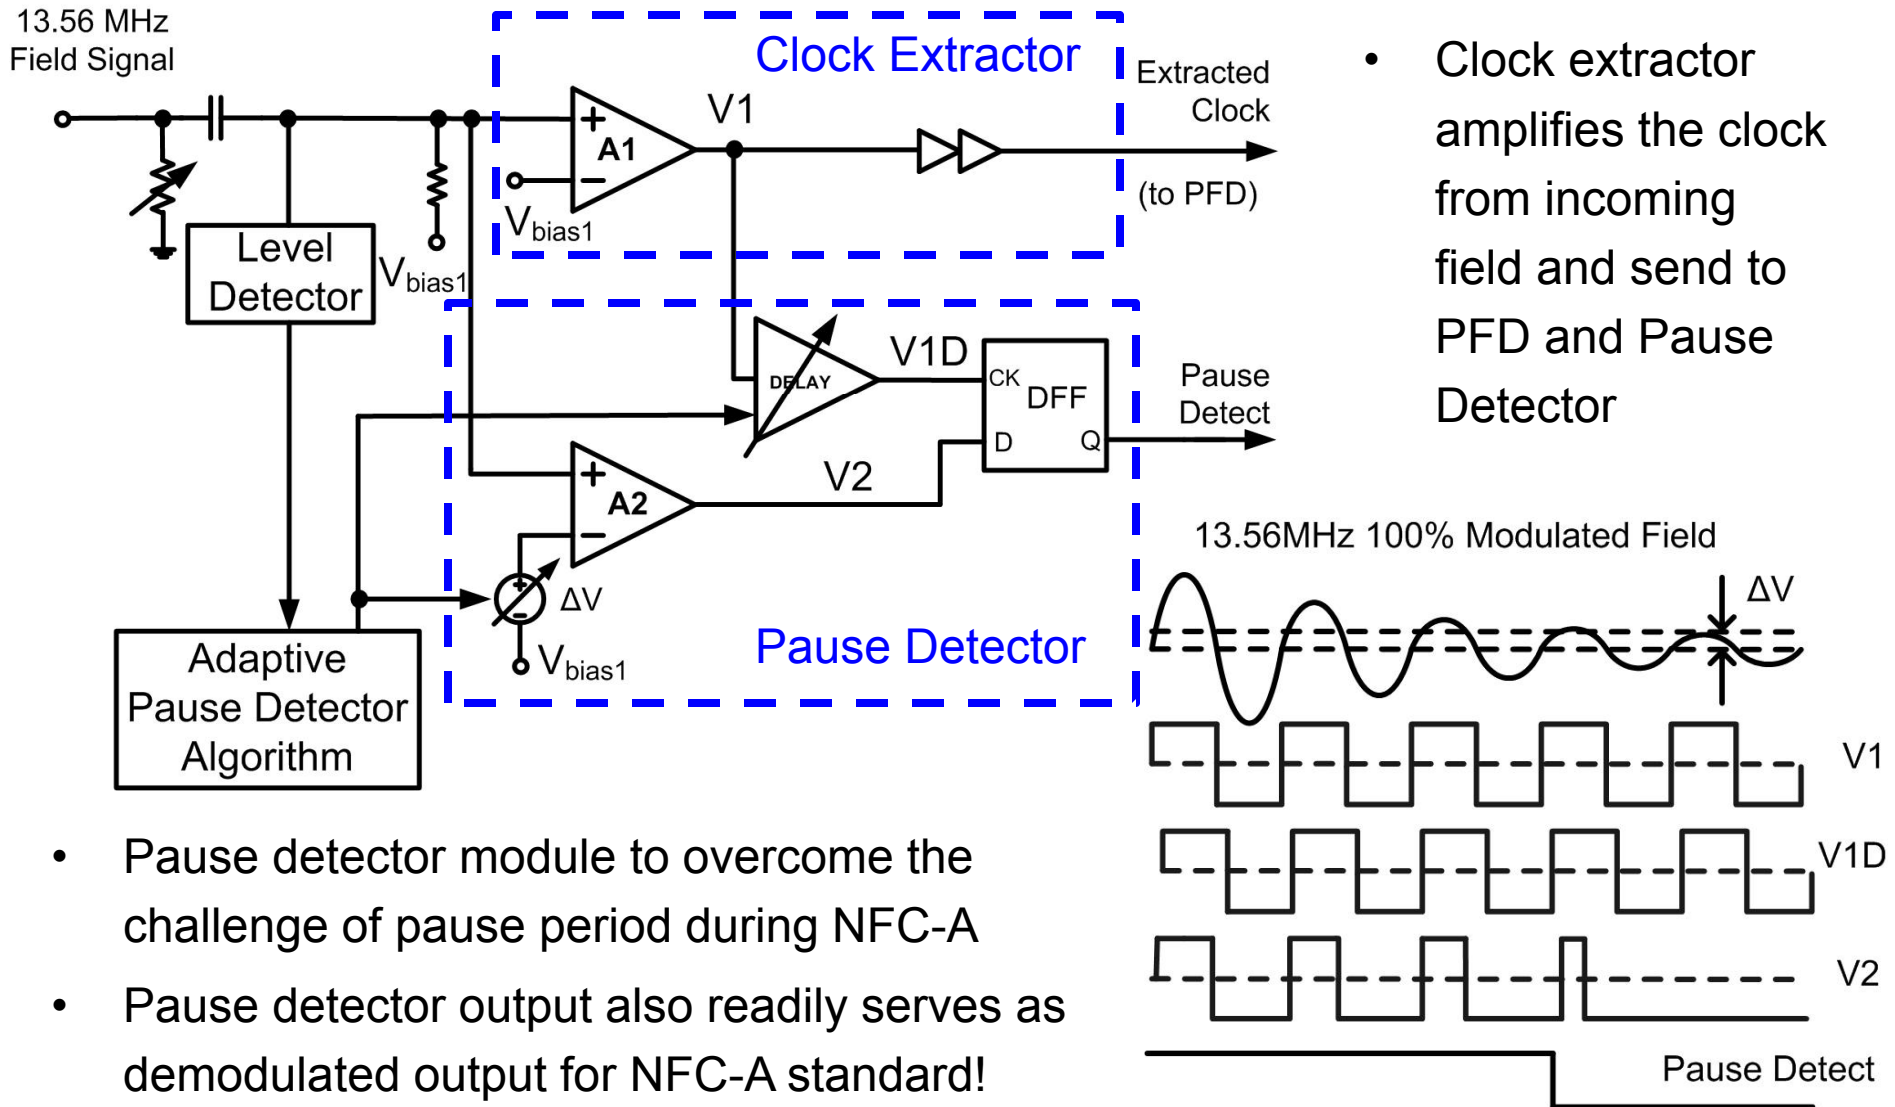 13.56 MHz
Field Signal
Clock Extractor
Extracted
Clock
(to PFD)
V1
+
A1
−
Vbias1
Level
Detector
Vbias1
DELAY
V1D
CK
DFF
D
Q
Pause
Detect
+
A2
−
V2
+
−
ΔV
Vbias1
Pause Detector
Adaptive
Pause Detector
Algorithm
• Clock extractor
amplifies the clock
from incoming
field and send to
PFD and Pause
Detector
13.56MHz 100% Modulated Field
ΔV
V1
V1D
V2
Pause Detect
• Pause detector module to overcome the
challenge of pause period during NFC-A
• Pause detector output also readily serves as
demodulated output for NFC-A standard!